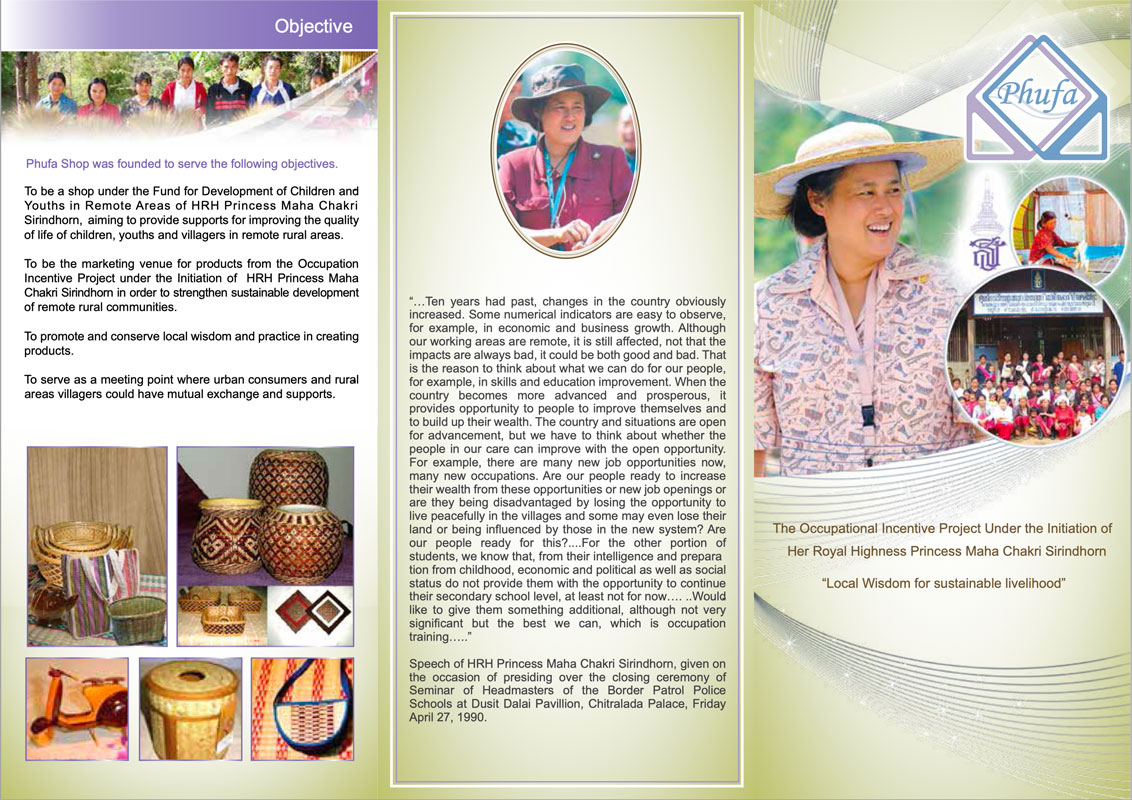 Objective
Phufa Shop was founded to serve the following objectives.
To be a shop under the Fund for Development of Children and
Youths in Remote Areas of HRH Princess Maha Chakri
Sirindhorn, aiming to provide supports for improving the quality
of life of children, youths and villagers in remote rural areas.
To be the marketing venue for products from the Occupation
Incentive Project under the Initiation of HRH Princess Maha
Chakri Sirindhorn in order to strengthen sustainable development
of remote rural communities.
To promote and conserve local wisdom and practice in creating
products.
To serve as a meeting point where urban consumers and rural
areas villagers could have mutual exchange and supports.
“…Ten years had past, changes in the country obviously
increased. Some numerical indicators are easy to observe,
for example, in economic and business growth. Although
our working areas are remote, it is still affected, not that the
impacts are always bad, it could be both good and bad. That
is the reason to think about what we can do for our people,
for example, in skills and education improvement. When the
country becomes more advanced and prosperous, it
provides opportunity to people to improve themselves and
to build up their wealth. The country and situations are open
for advancement, but we have to think about whether the
people in our care can improve with the open opportunity.
For example, there are many new job opportunities now,
many new occupations. Are our people ready to increase
their wealth from these opportunities or new job openings or
are they being disadvantaged by losing the opportunity to
live peacefully in the villages and some may even lose their
land or being influenced by those in the new system? Are
our people ready for this?....For the other portion of
students, we know that, from their intelligence and prepara
tion from childhood, economic and political as well as social
status do not provide them with the opportunity to continue
their secondary school level, at least not for now…. ..Would
like to give them something additional, although not very
significant but the best we can, which is occupation
training…..”
Speech of HRH Princess Maha Chakri Sirindhorn, given on
the occasion of presiding over the closing ceremony of
Seminar of Headmasters of the Border Patrol Police
Schools at Dusit Dalai Pavillion, Chitralada Palace, Friday
April 27, 1990.
Phufa
The Occupational Incentive Project Under the Initiation of
Her Royal Highness Princess Maha Chakri Sirindhorn
“Local Wisdom for sustainable livelihood”